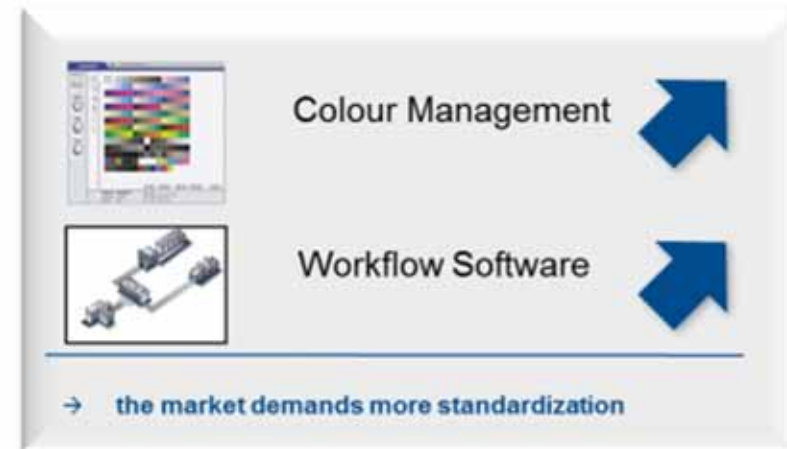 Colour Management
Workflow Software
→ the market demands more standardization